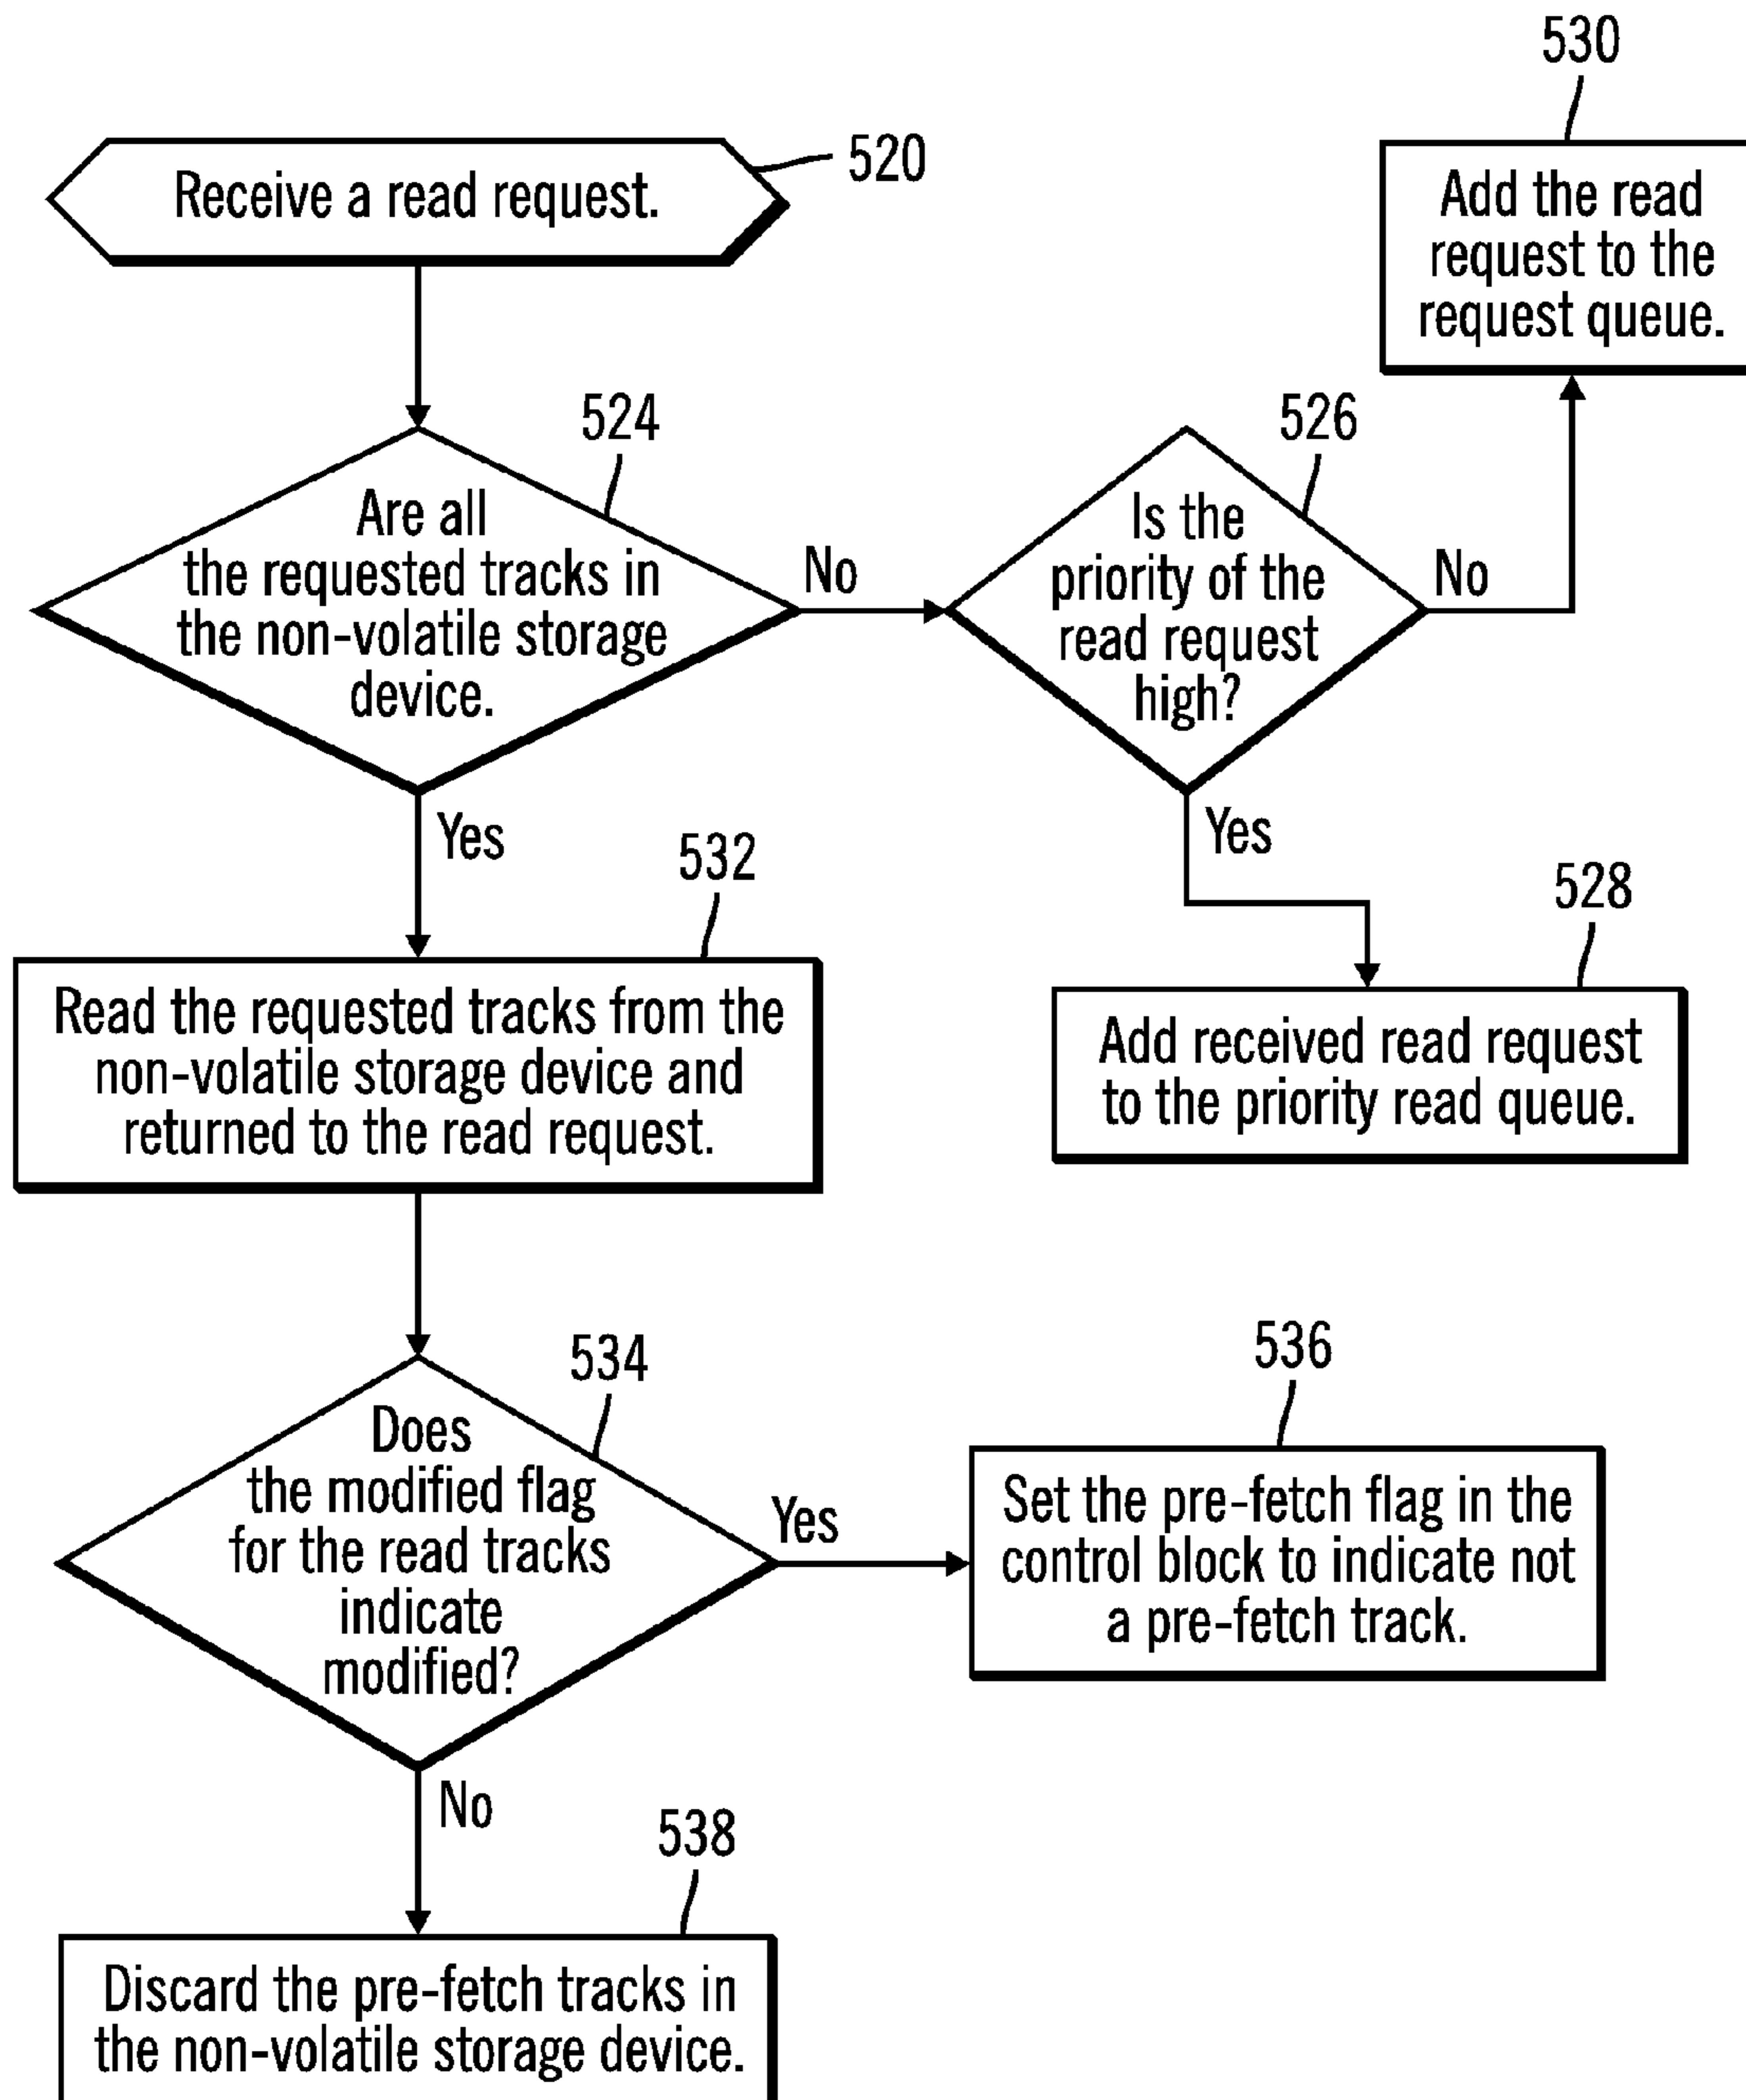 530
520
Receive a read request.
Add the read
request to the
request queue.
524
526
Are all
the requested tracks in
the non-volatile storage
device.
No
Is the
priority of the
read request
high?
No
Yes
Yes
532
528
Read the requested tracks from the
non-volatile storage device and
returned to the read request.
Add received read request
to the priority read queue.
534
536
Does
the modified flag
for the read tracks
indicate
modified?
Yes
Set the pre-fetch flag in the
control block to indicate not
a pre-fetch track.
No
538
Discard the pre-fetch tracks in
the non-volatile storage device.